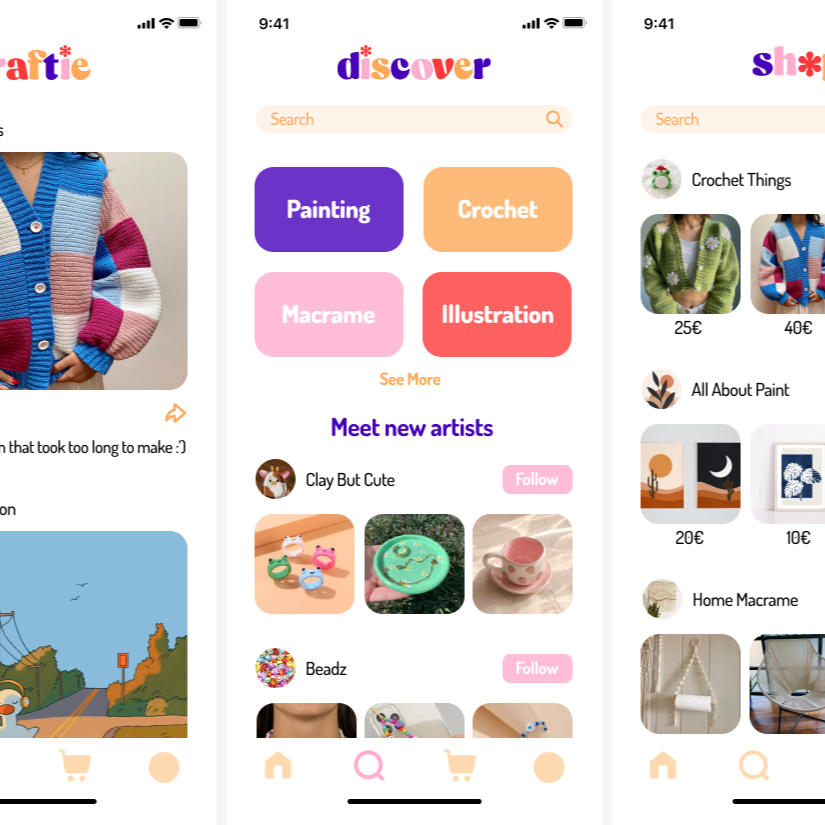 raftie
s
n that took too long to make :')
on
9:41
discover
Search
Painting
Crochet
Macrame
Illustration
See More
Meet new artists
Clay But Cute
Follow
Beadz
Follow
9:41
sh*p
Search
Crochet Things
25€
40€
All About Paint
20€
10€
Home Macrame